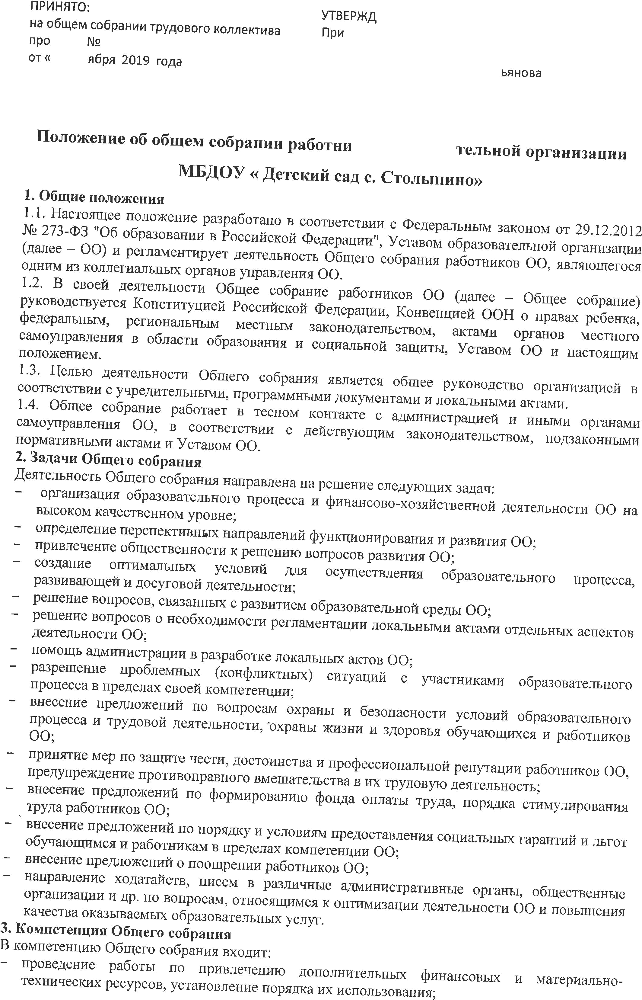 ПРИНЯТО:
на общем собрании трудового коллектива
про № 
от « ября 2019 года
УТВЕРЖД
При
ьянова
Положение об общем собрании работни тельной организации
МБДОУ « Детский сад с. Столыпино»
1. Общие положения
1.1. Настоящее положение разработано в соответствии с Федеральным законом от 29.12.2012
№ 273-ФЗ "Об образовании в Российской Федерации", Уставом образовательной организации
(далее – ОО) и регламентирует деятельность Общего собрания работников ОО, являющегося
одним из коллегиальных органов управления ОО.
1.2. В своей деятельности Общее собрание работников ОО (далее – Общее собрание)
руководствуется Конституцией Российской Федерации, Конвенцией ООН о правах ребенка,
федеральным, региональным местным законодательством, актами органов местного
самоуправления в области образования и социальной защиты, Уставом ОО и настоящим
положением.
1.3. Целью деятельности Общего собрания является общее руководство организацией в
соответствии с учредительными, программными документами и локальными актами.
1.4. Общее собрание работает в тесном контакте с администрацией и иными органами
самоуправления ОО, в соответствии с действующим законодательством, подзаконными
нормативными актами и Уставом ОО.
2. Задачи Общего собрания
Деятельность Общего собрания направлена на решение следующих задач:
– организация образовательного процесса и финансово-хозяйственной деятельности ОО на
высоком качественном уровне;
– определение перспективных направлений функционирования и развития ОО;
– привлечение общественности к решению вопросов развития ОО;
– создание оптимальных условий для осуществления образовательного процесса,
развивающей и досуговой деятельности;
– решение вопросов, связанных с развитием образовательной среды ОО;
– решение вопросов о необходимости регламентации локальными актами отдельных аспектов
деятельности ОО;
– помощь администрации в разработке локальных актов ОО;
– разрешение проблемных (конфликтных) ситуаций с участниками образовательного
процесса в пределах своей компетенции;
– внесение предложений по вопросам охраны и безопасности условий образовательного
процесса и трудовой деятельности, охраны жизни и здоровья обучающихся и работников
ОО;
– принятие мер по защите чести, достоинства и профессиональной репутации работников ОО,
предупреждение противоправного вмешательства в их трудовую деятельность;
– внесение предложений по формированию фонда оплаты труда, порядка стимулирования
труда работников ОО;
– внесение предложений по порядку и условиям предоставления социальных гарантий и льгот
обучающимся и работникам в пределах компетенции ОО;
– внесение предложений о поощрении работников ОО;
– направление ходатайств, писем в различные административные органы, общественные
организации и др. по вопросам, относящимся к оптимизации деятельности ОО и повышения
качества оказываемых образовательных услуг.
3. Компетенция Общего собрания
В компетенцию Общего собрания входит:
– проведение работы по привлечению дополнительных финансовых и материально-
технических ресурсов, установление порядка их использования;